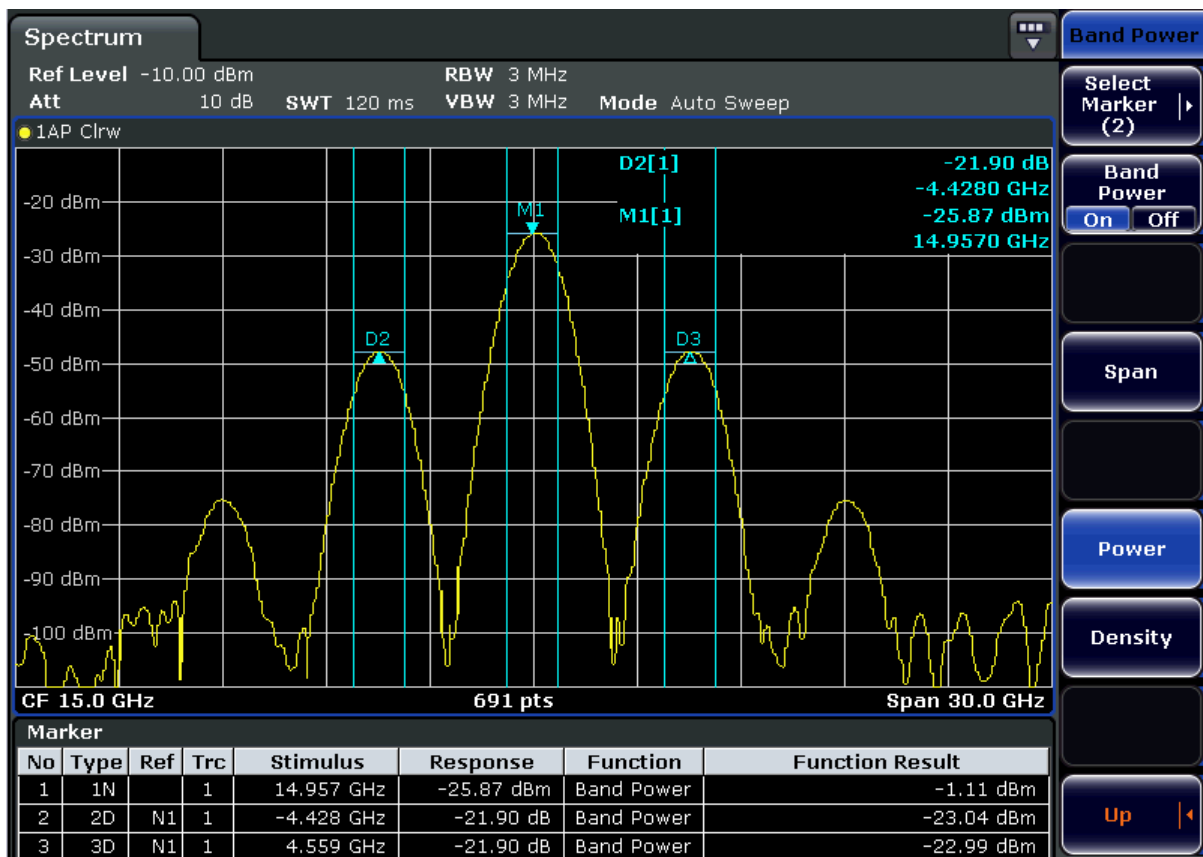 Spectrum
Ref Level -10.00 dBm RBW 3 MHz
Att 10 dB SWT 120 ms VBW 3 MHz Mode Auto Sweep
1AP Clrw
D2[1] -21.90 dB
-4.4280 GHz
M1[1] -25.87 dBm
14.9570 GHz
-20 dBm
-30 dBm
-40 dBm
-50 dBm
-60 dBm
-70 dBm
-80 dBm
-90 dBm
-100 dBm
M1
D2
D3
CF 15.0 GHz 691 pts Span 30.0 GHz
Marker
No Type Ref Trc Stimulus Response Function Function Result
1 1N 1 14.957 GHz -25.87 dBm Band Power -1.11 dBm
2 2D N1 1 -4.428 GHz -21.90 dB Band Power -23.04 dBm
3 3D N1 1 4.559 GHz -21.90 dB Band Power -22.99 dBm
Band Power
Select
Marker
(2)
Band
Power
On Off
Span
Power
Density
Up